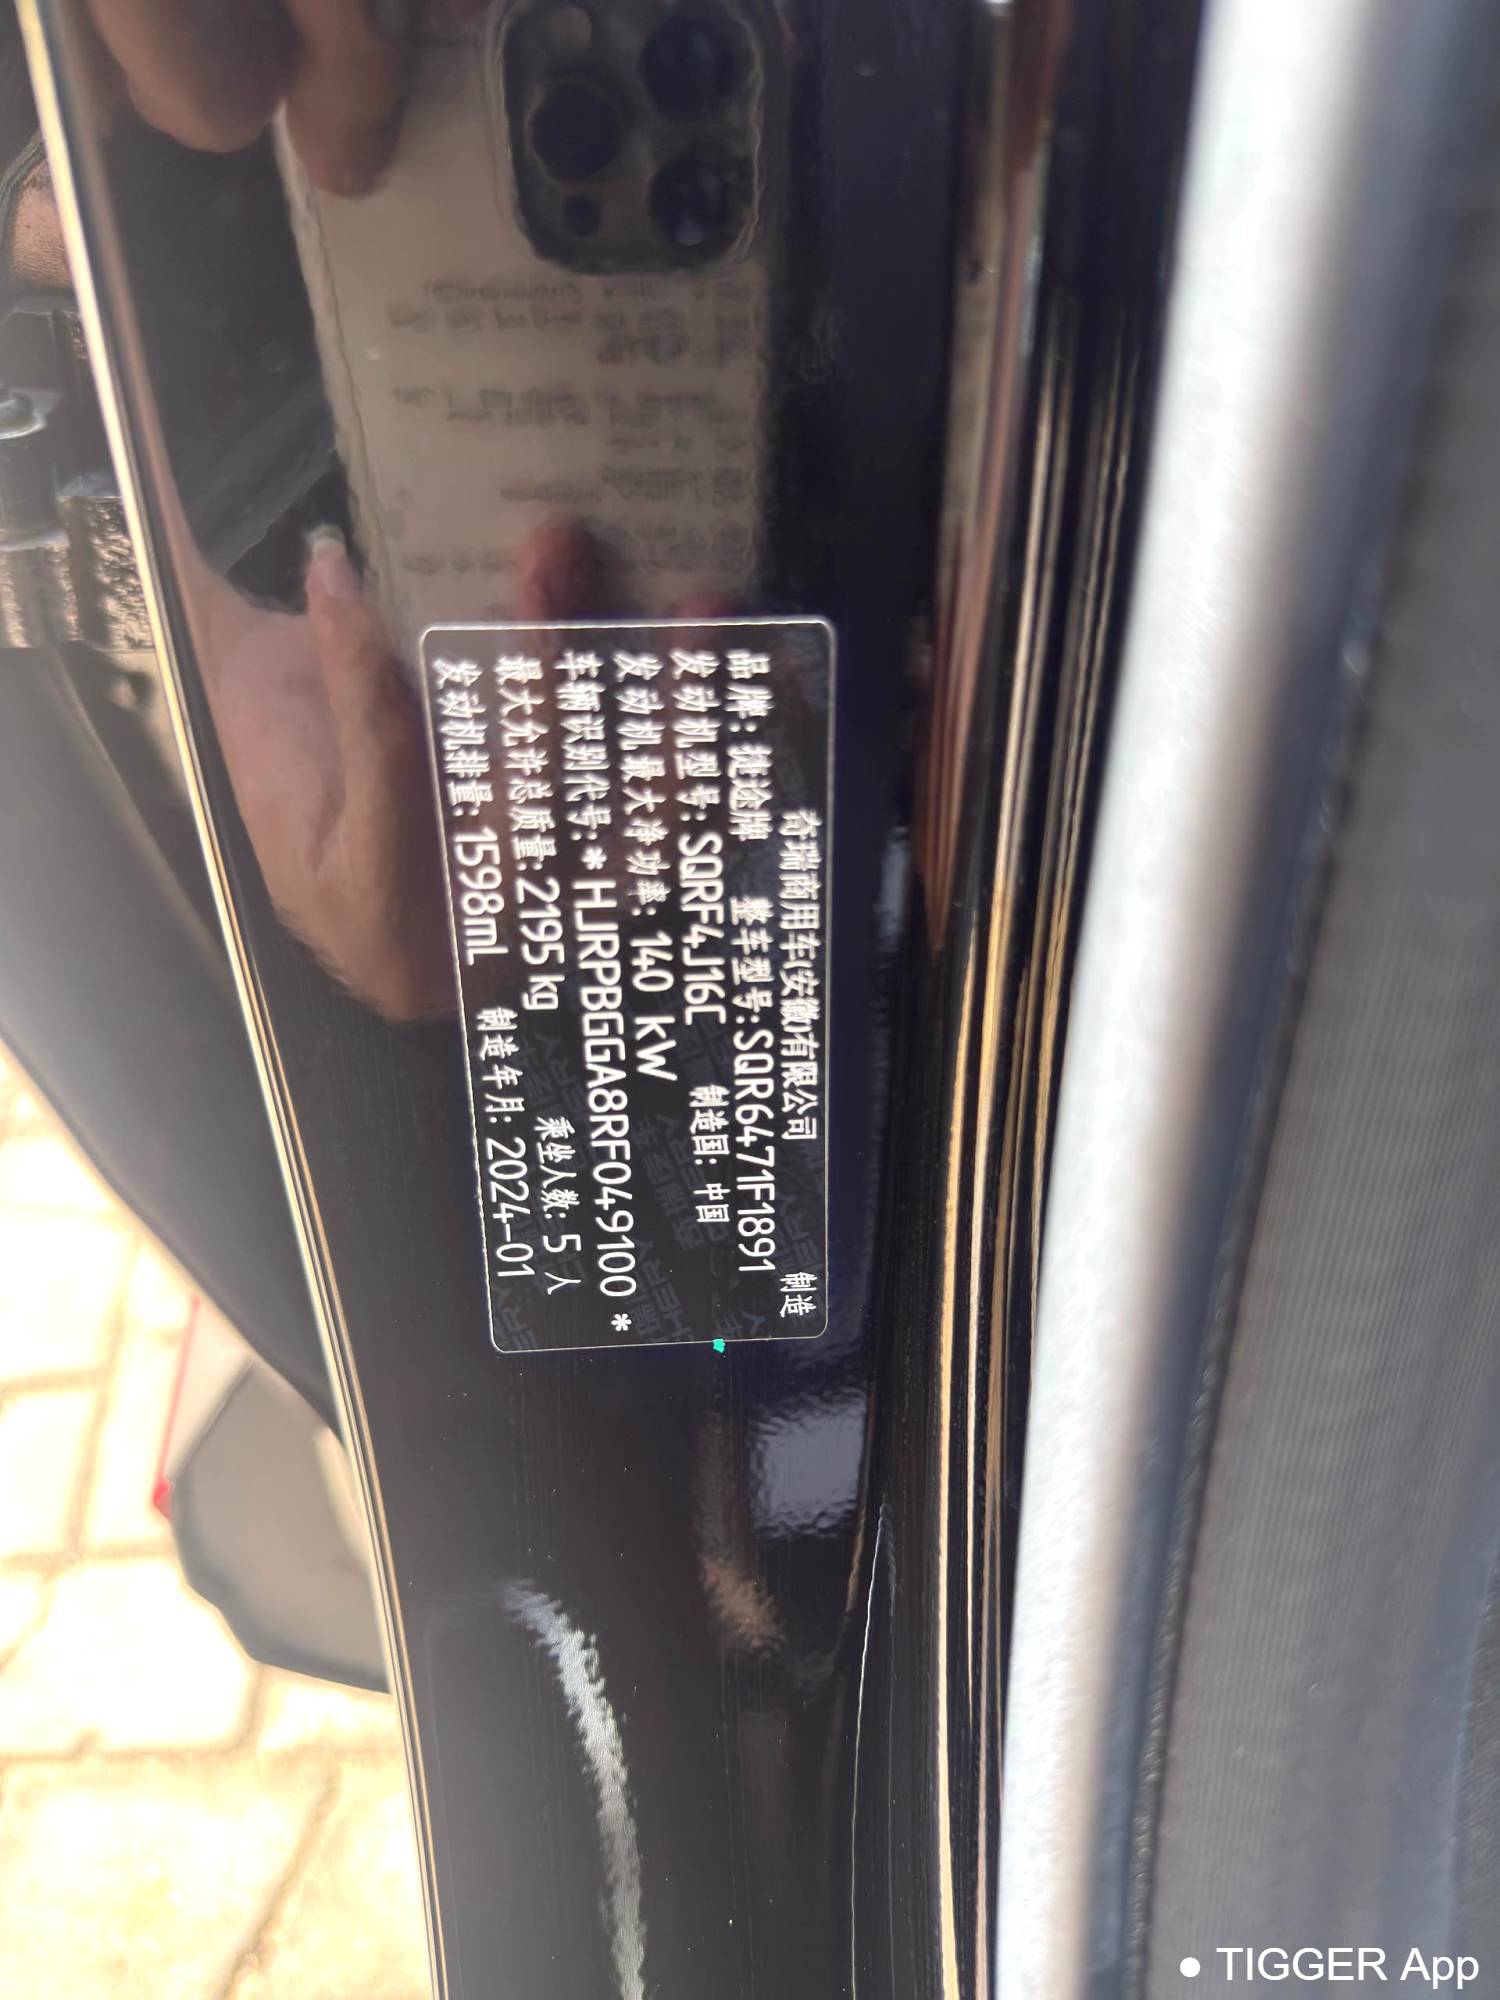 奇瑞商用车(安徽)有限公司 制造
品牌:捷途牌 整车型号:SQR6471F1891
发动机型号:SQRF4J16C 制造国:中国
发动机最大净功率:140 kW
车辆识别代号:*HJRPBGGA8RF049100*
最大允许总质量:2195kg 乘坐人数:5人
发动机排量:1598mL 制造年月:2024-01
TIGGER App